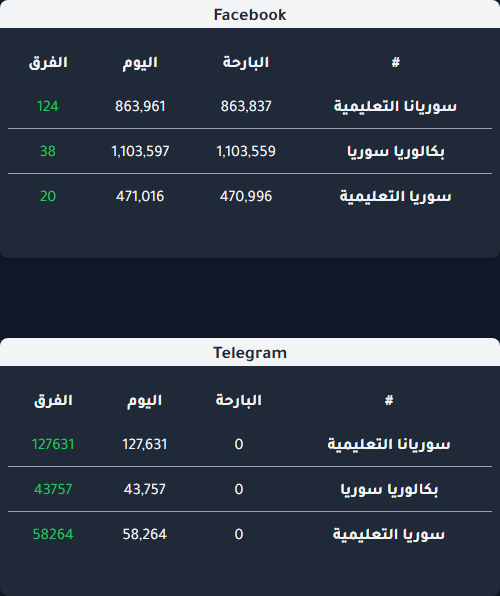 Facebook
# البارحة اليوم الفرق
سوريانا التعليمية 863,837 863,961 124
بكالوريا سوريا 1,103,559 1,103,597 38
سوريا التعليمية 470,996 471,016 20
Telegram
# البارحة اليوم الفرق
سوريانا التعليمية 0 127,631 127631
بكالوريا سوريا 0 43,757 43757
سوريا التعليمية 0 58,264 58264